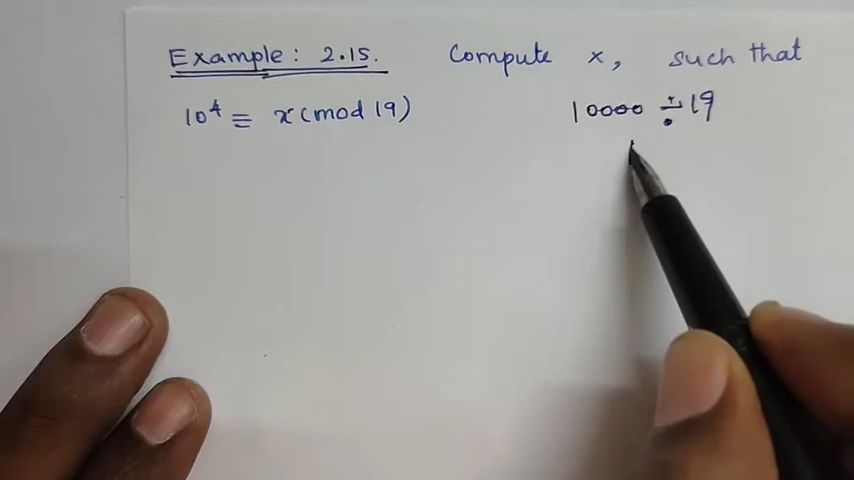 Example: 2.15. Compute x, such that
10⁴ ≡ x (mod 19) 10000 ÷ 19